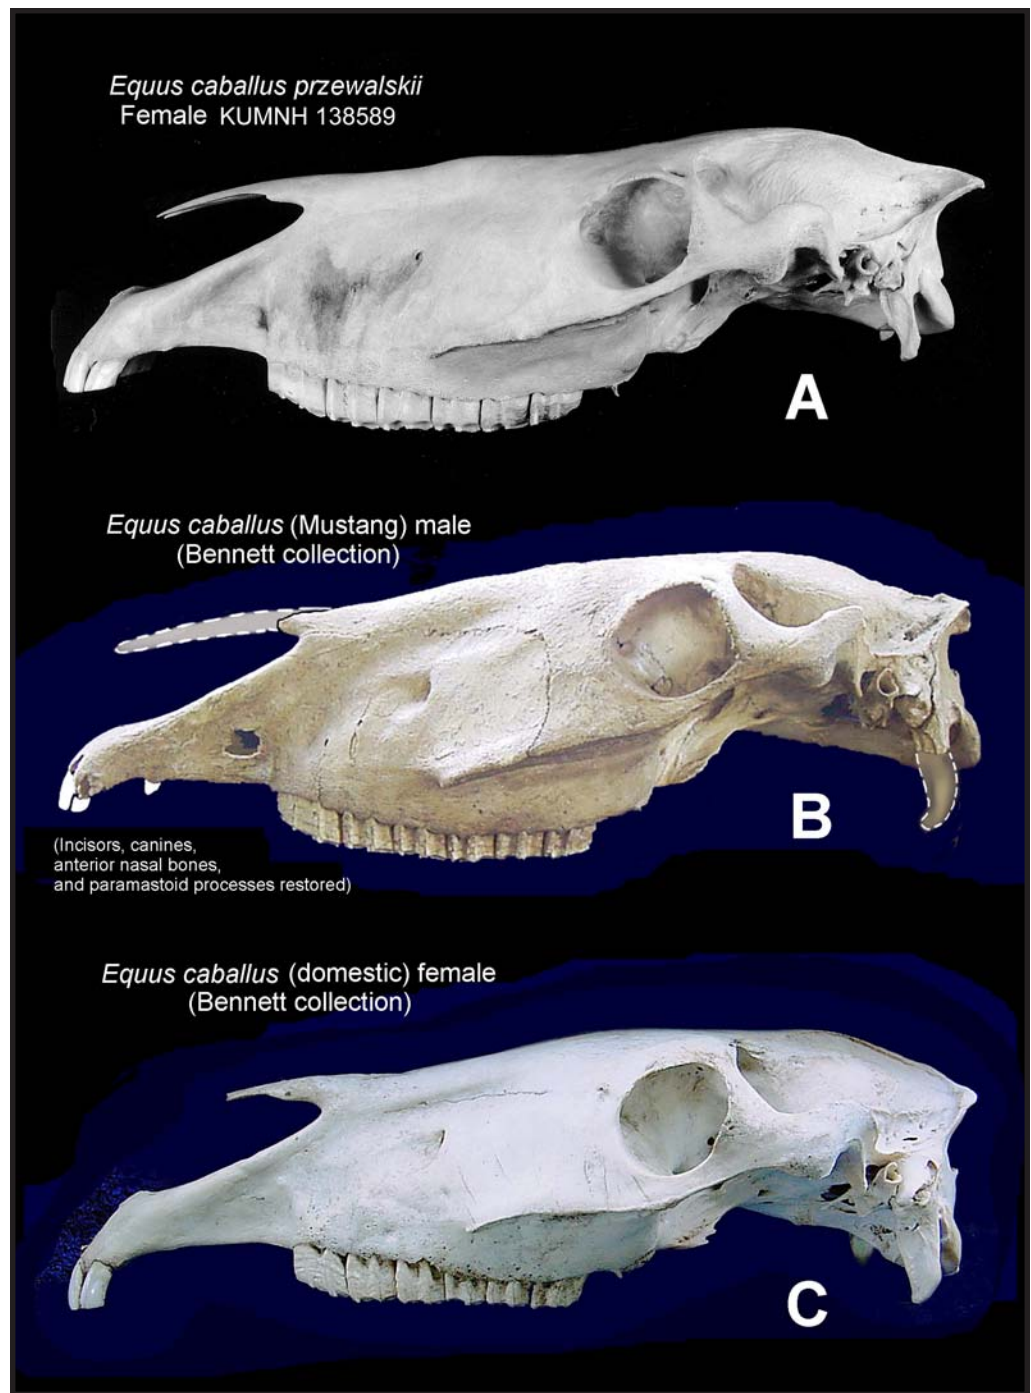 Equus caballus przewalskii
Female KUMNH 138589
A
Equus caballus (Mustang) male
(Bennett collection)
B
(Incisors, canines,
anterior nasal bones,
and paramastoid processes restored)
Equus caballus (domestic) female
(Bennett collection)
C